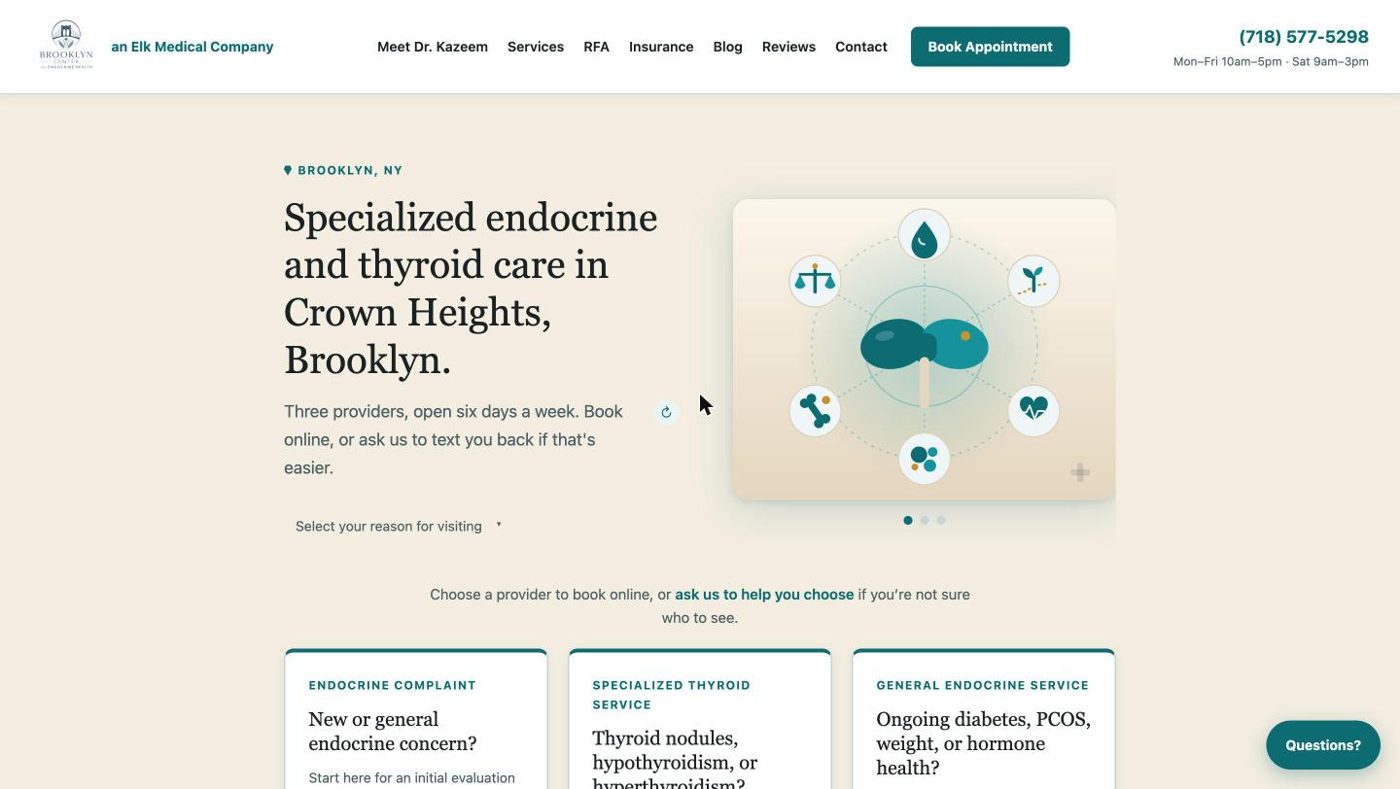 BROOKLYN
CENTER
for ENDOCRINE HEALTH
an Elk Medical Company
Meet Dr. Kazeem
Services
RFA
Insurance
Blog
Reviews
Contact
Book Appointment
(718) 577-5298
Mon–Fri 10am–5pm · Sat 9am–3pm
BROOKLYN, NY
Specialized endocrine
and thyroid care in
Crown Heights,
Brooklyn.
Three providers, open six days a week. Book
online, or ask us to text you back if that's
easier.
Select your reason for visiting
Choose a provider to book online, or ask us to help you choose if you’re not sure
who to see.
ENDOCRINE COMPLAINT
New or general
endocrine concern?
Start here for an initial evaluation
SPECIALIZED THYROID
SERVICE
Thyroid nodules,
hypothyroidism, or
hyperthyroidism?
GENERAL ENDOCRINE SERVICE
Ongoing diabetes, PCOS,
weight, or hormone
health?
Questions?